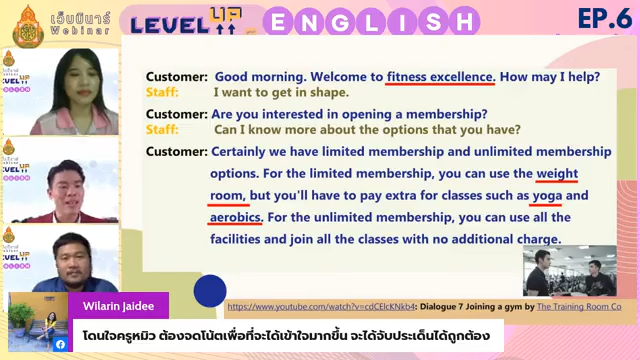 เว็บบินาร์
Webinar
LEVEL UP
ENGLISH
EP.6
Customer: Good morning. Welcome to fitness excellence. How may I help?
Staff: I want to get in shape.
Customer: Are you interested in opening a membership?
Staff: Can I know more about the options that you have?
Customer: Certainly we have limited membership and unlimited membership
options. For the limited membership, you can use the weight
room, but you'll have to pay extra for classes such as yoga and
aerobics. For the unlimited membership, you can use all the
facilities and join all the classes with no additional charge.
https://www.youtube.com/watch?v=cdCEIcKNkb4: Dialogue 7 Joining a gym by The Training Room Co
Wilarin Jaidee
โดนใจครูหมิว ต้องจดโน้ตเพื่อที่จะได้เข้าใจมากขึ้น จะได้จับประเด็นได้ถูกต้อง